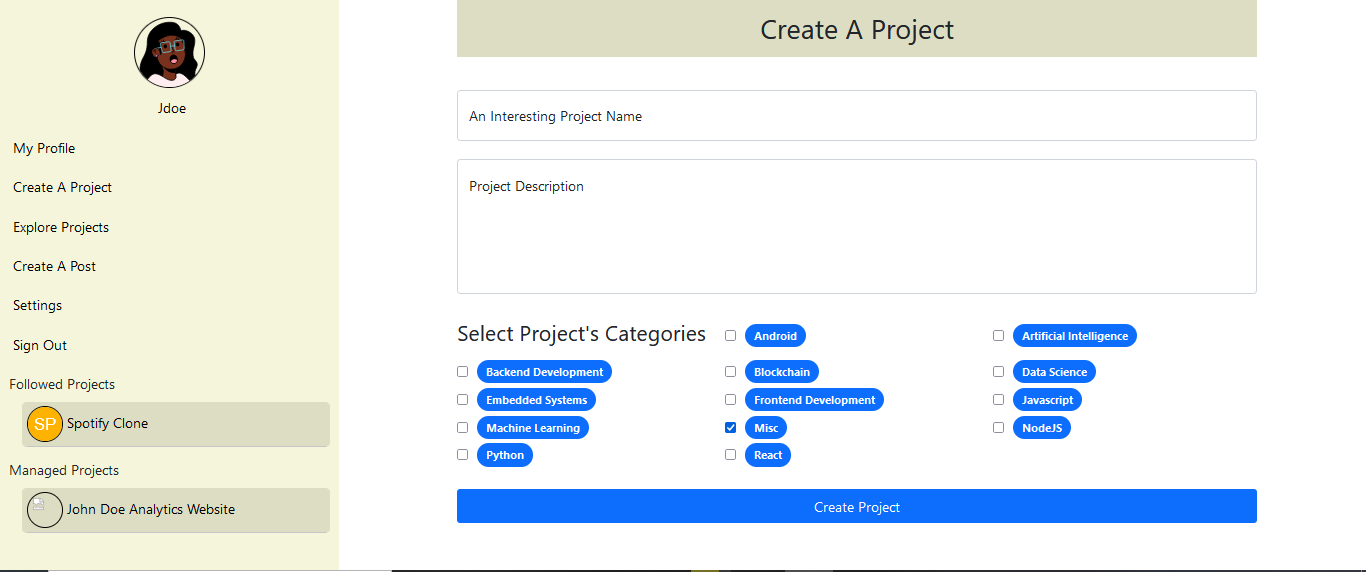 Jdoe
My Profile
Create A Project
Explore Projects
Create A Post
Settings
Sign Out
Followed Projects
SP Spotify Clone
Managed Projects
John Doe Analytics Website
Create A Project
An Interesting Project Name
Project Description
Select Project's Categories Android Artificial Intelligence
Backend Development Blockchain Data Science
Embedded Systems Frontend Development Javascript
Machine Learning Misc NodeJS
Python React
Create Project